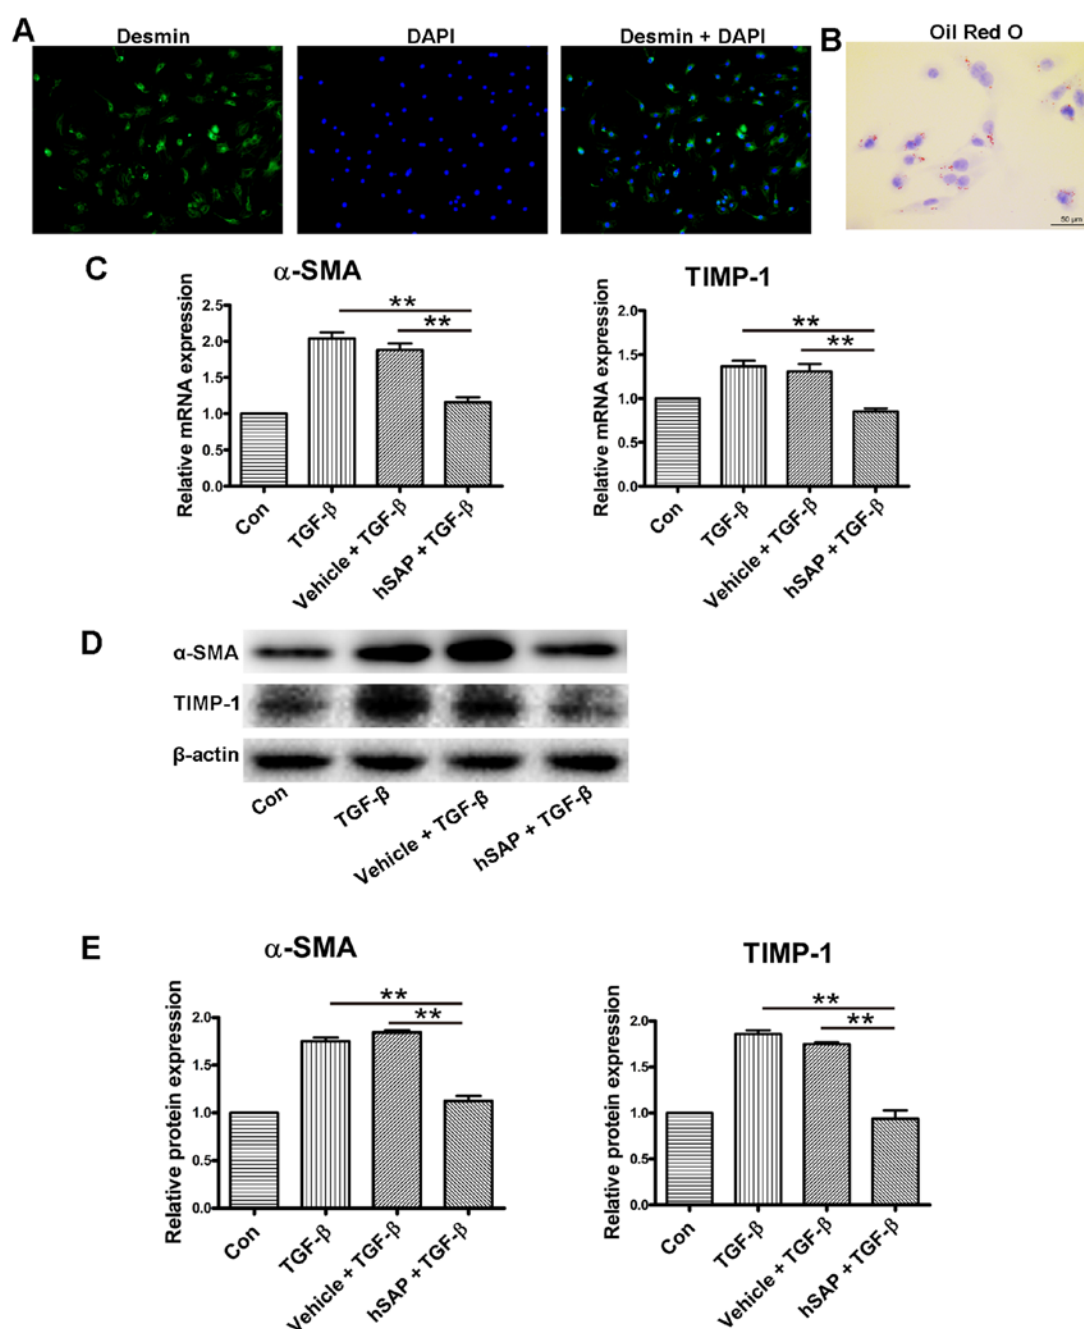 A
Desmin
DAPI
Desmin + DAPI
B
Oil Red O
50 µm
C
α-SMA
Relative mRNA expression
2.5
2.0
1.5
1.0
0.5
0.0
**
**
Con
TGF-β
Vehicle + TGF-β
hSAP + TGF-β
TIMP-1
Relative mRNA expression
2.0
1.5
1.0
0.5
0.0
**
**
Con
TGF-β
Vehicle + TGF-β
hSAP + TGF-β
D
α-SMA
TIMP-1
β-actin
Con
TGF-β
Vehicle + TGF-β
hSAP + TGF-β
E
α-SMA
Relative protein expression
2.0
1.5
1.0
0.5
0.0
**
**
Con
TGF-β
Vehicle + TGF-β
hSAP + TGF-β
TIMP-1
Relative protein expression
2.0
1.5
1.0
0.5
0.0
**
**
Con
TGF-β
Vehicle + TGF-β
hSAP + TGF-β